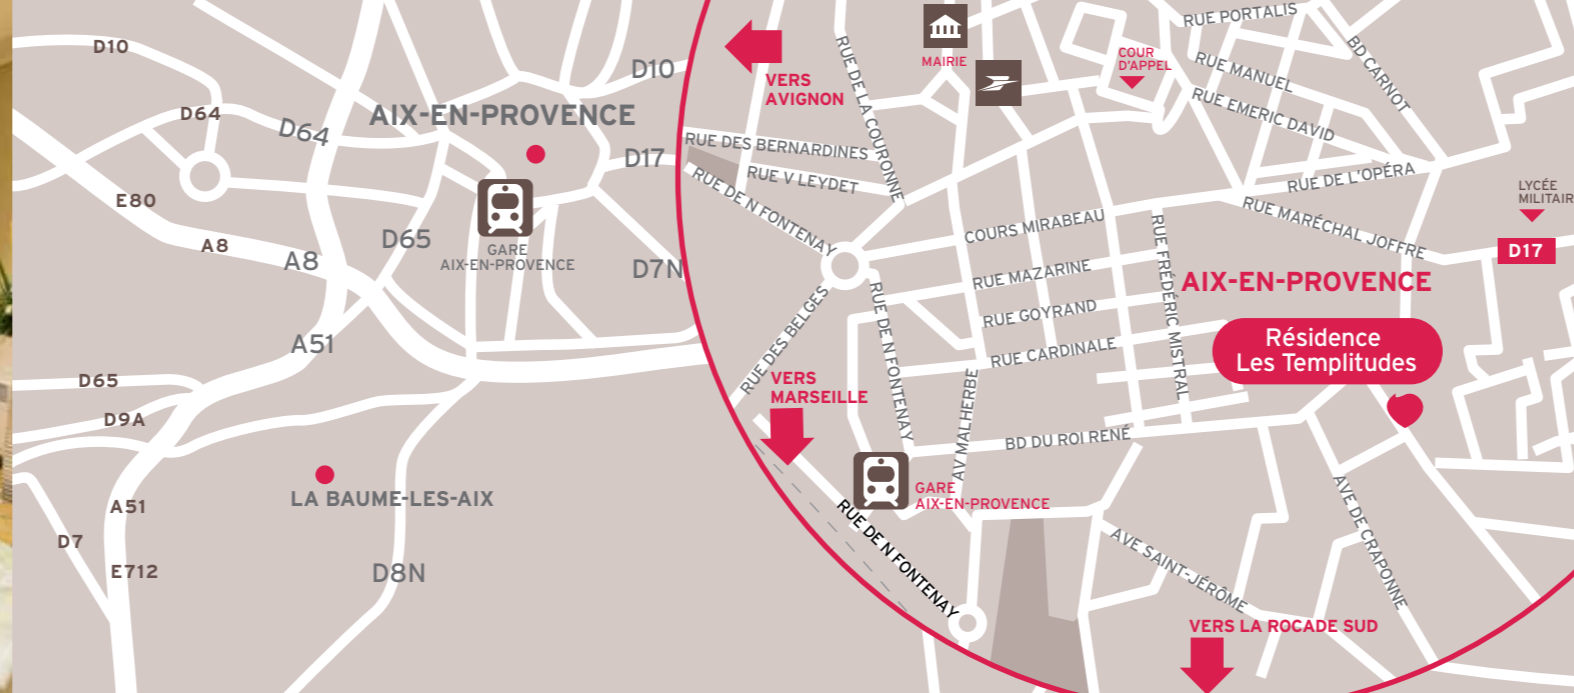 D10
D64
D64
AIX-EN-PROVENCE
D10
D17
E80
A8
A8
D65
GARE
AIX-EN-PROVENCE
D7N
A51
D65
D9A
LA BAUME-LES-AIX
A51
D7
E712
D8N
VERS
AVIGNON
RUE DE LA COURONNE
MAIRIE
COUR
D'APPEL
RUE PORTALIS
BD CARNOT
RUE MANUEL
RUE EMERIC DAVID
RUE DES BERNARDINES
RUE V LEYDET
RUE DE N FONTENAY
RUE DE L'OPÉRA
LYCÉE
MILITAIR
D17
COURS MIRABEAU
RUE MARÉCHAL JOFFRE
RUE MAZARINE
RUE FRÉDÉRIC MISTRAL
AIX-EN-PROVENCE
RUE GOYRAND
RUE CARDINALE
Résidence
Les Templitudes
RUE DES BELGES
RUE DE N FONTENAY
VERS
MARSEILLE
AV MALHERBE
BD DU ROI RENÉ
GARE
AIX-EN-PROVENCE
RUE DE N FONTENAY
AVE SAINT-JÉRÔME
AVE DE CRAPONNE
VERS LA ROCADE SUD